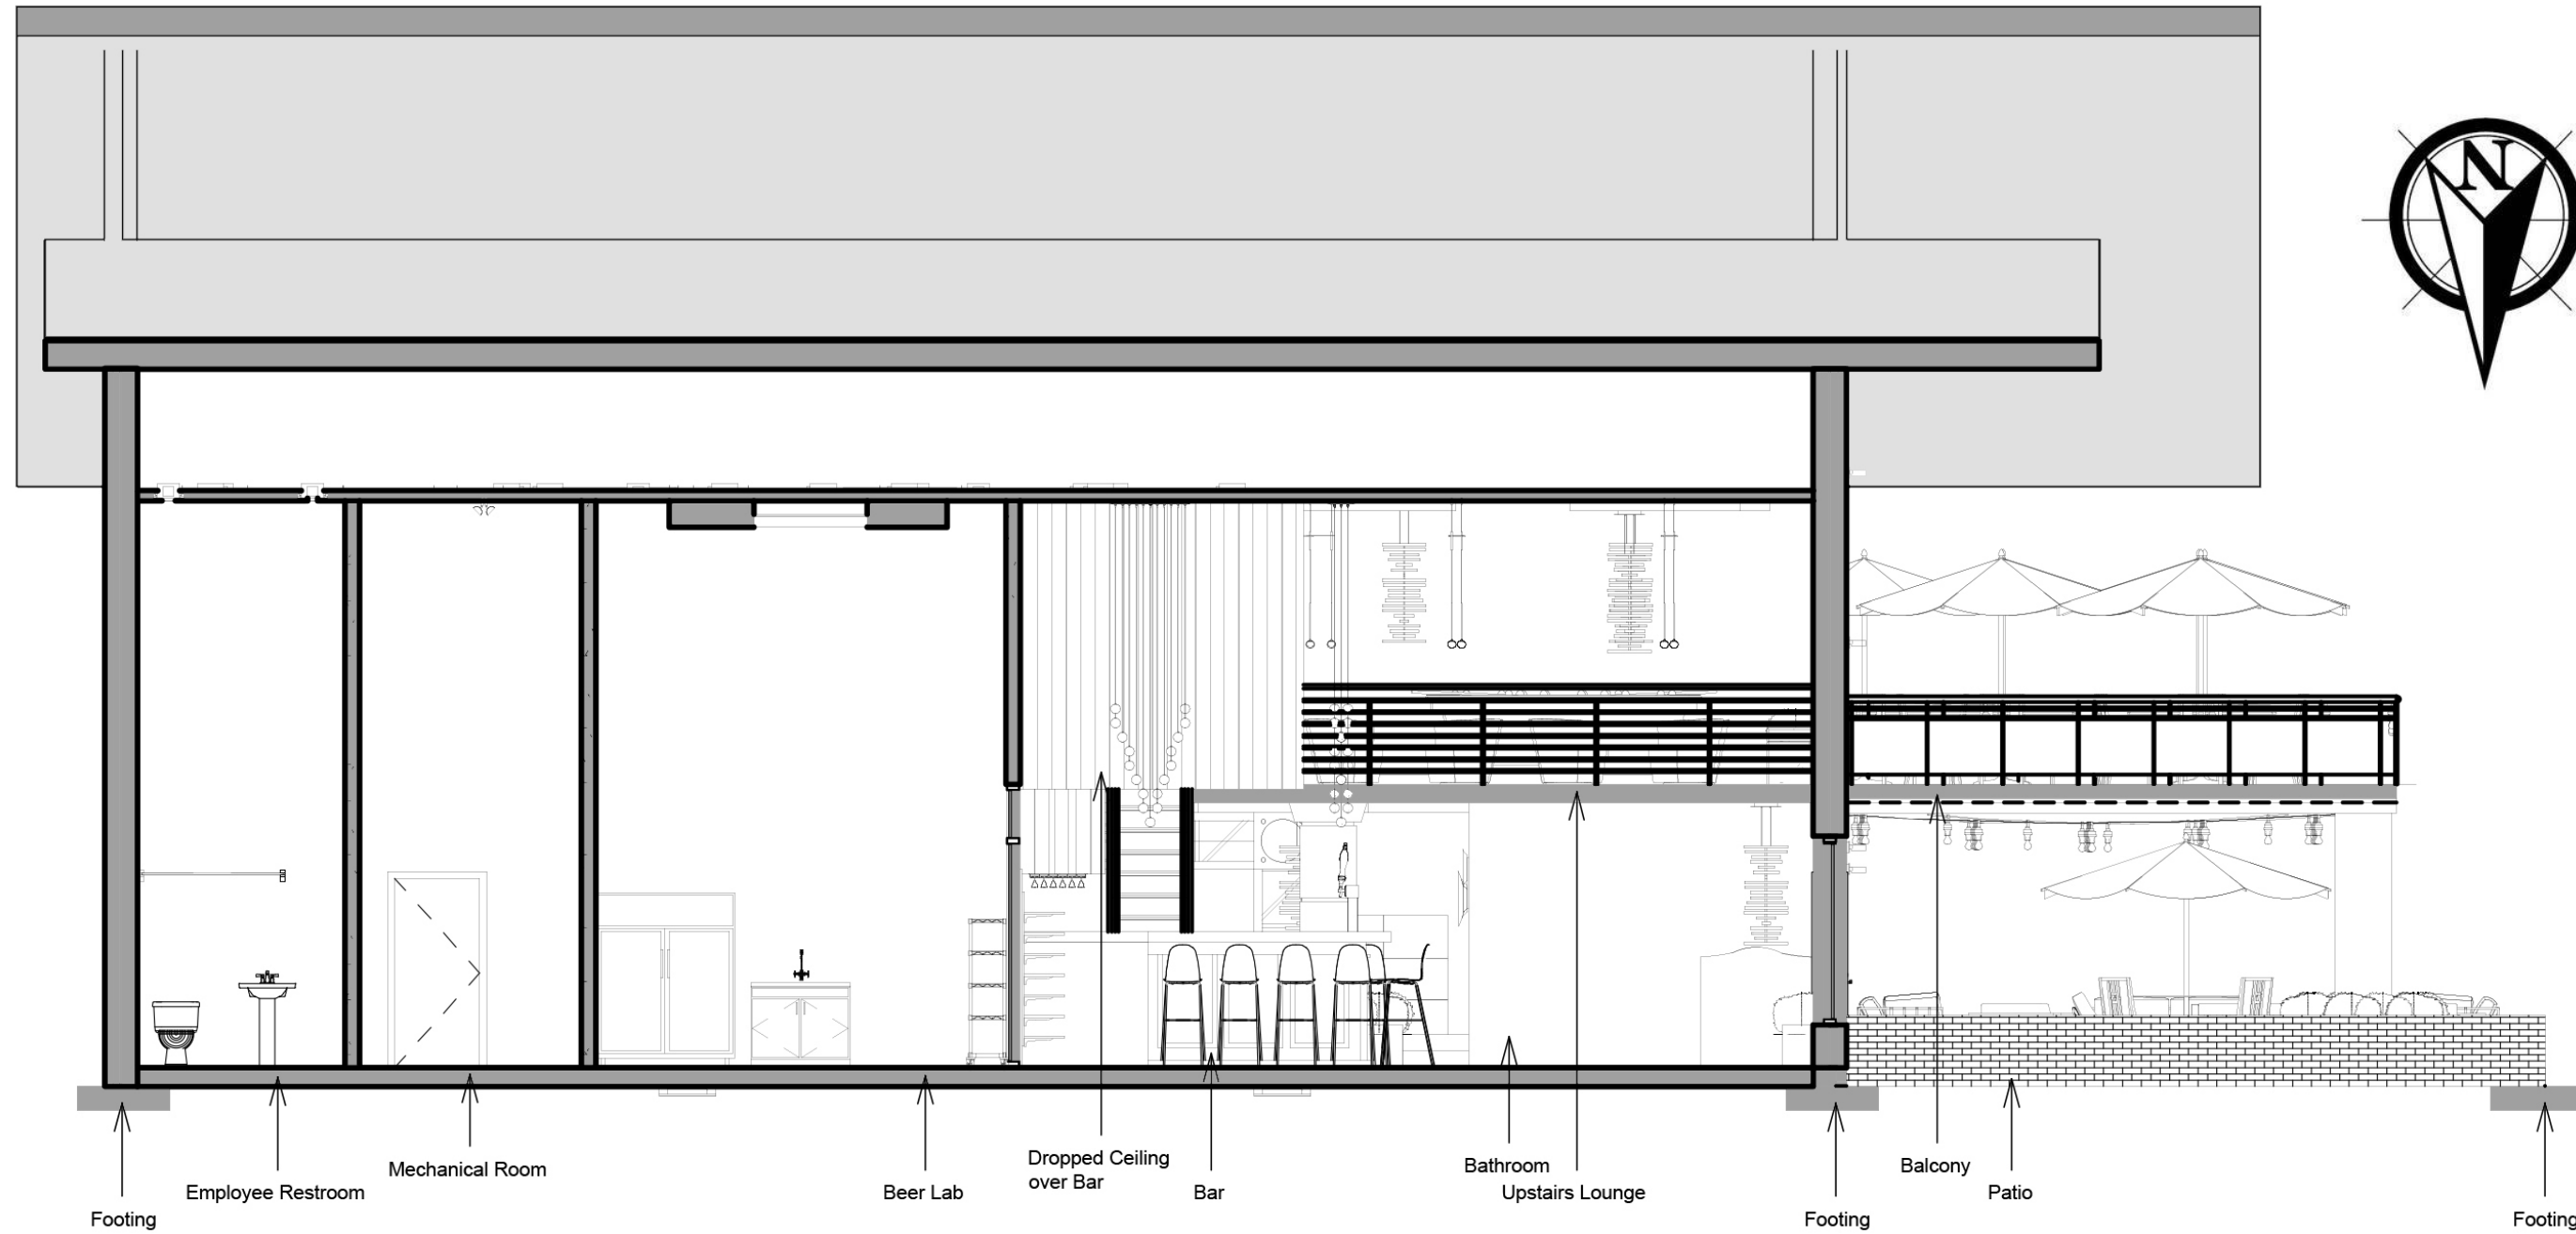 N
Dropped Ceiling
over Bar
Mechanical Room
Bathroom
Balcony
Employee Restroom
Beer Lab
Bar
Upstairs Lounge
Patio
Footing
Footing
Footing